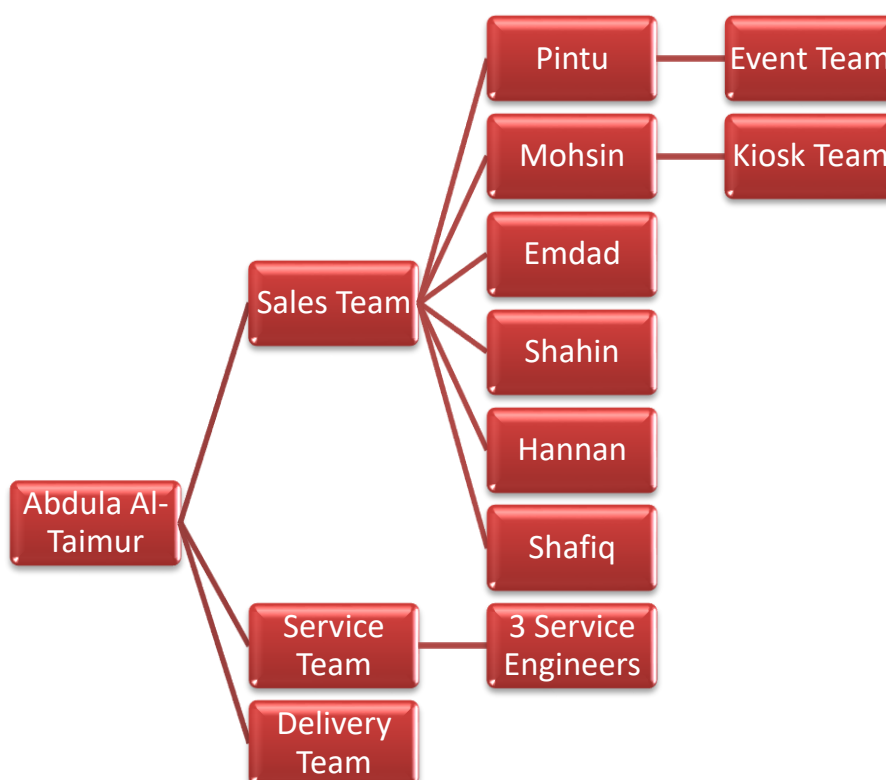 Pintu
Event Team
Mohsin
Kiosk Team
Emdad
Sales Team
Shahin
Hannan
Abdula Al-
Taimur
Shafiq
Service
Team
3 Service
Engineers
Delivery
Team